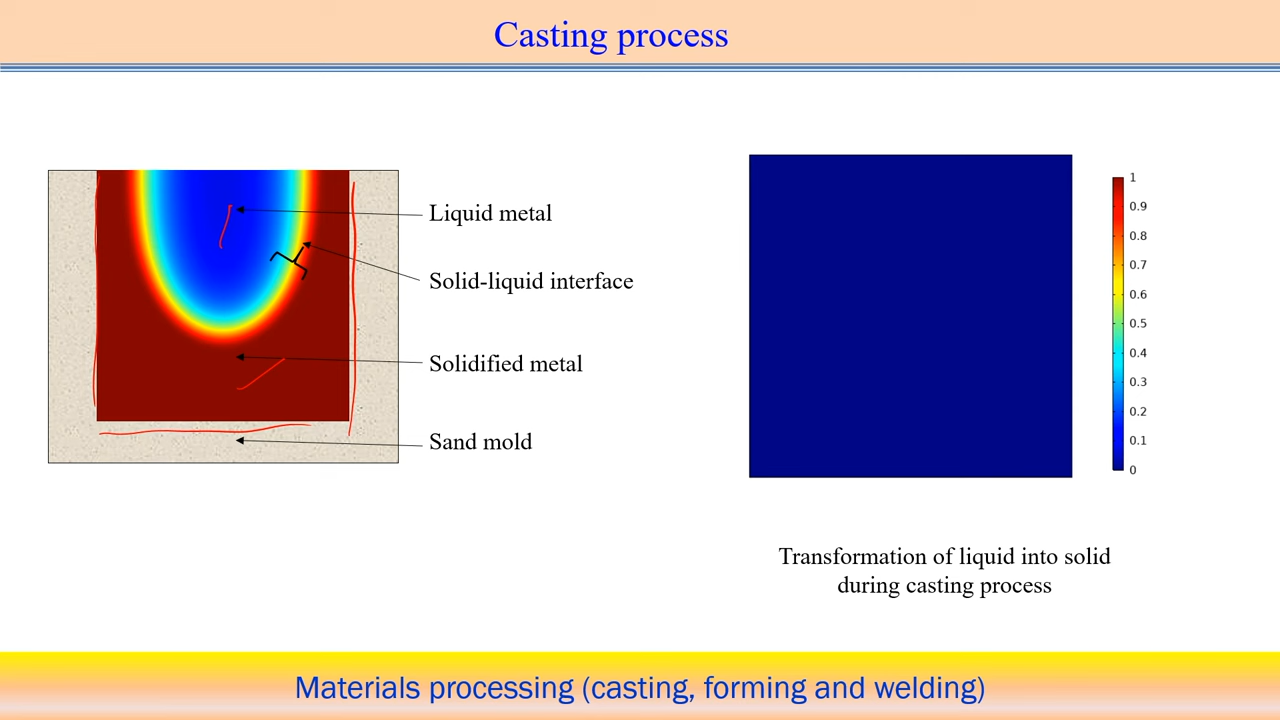 Casting process
Liquid metal
Solid-liquid interface
Solidified metal
Sand mold
1
0.9
0.8
0.7
0.6
0.5
0.4
0.3
0.2
0.1
0
Transformation of liquid into solid
during casting process
Materials processing (casting, forming and welding)